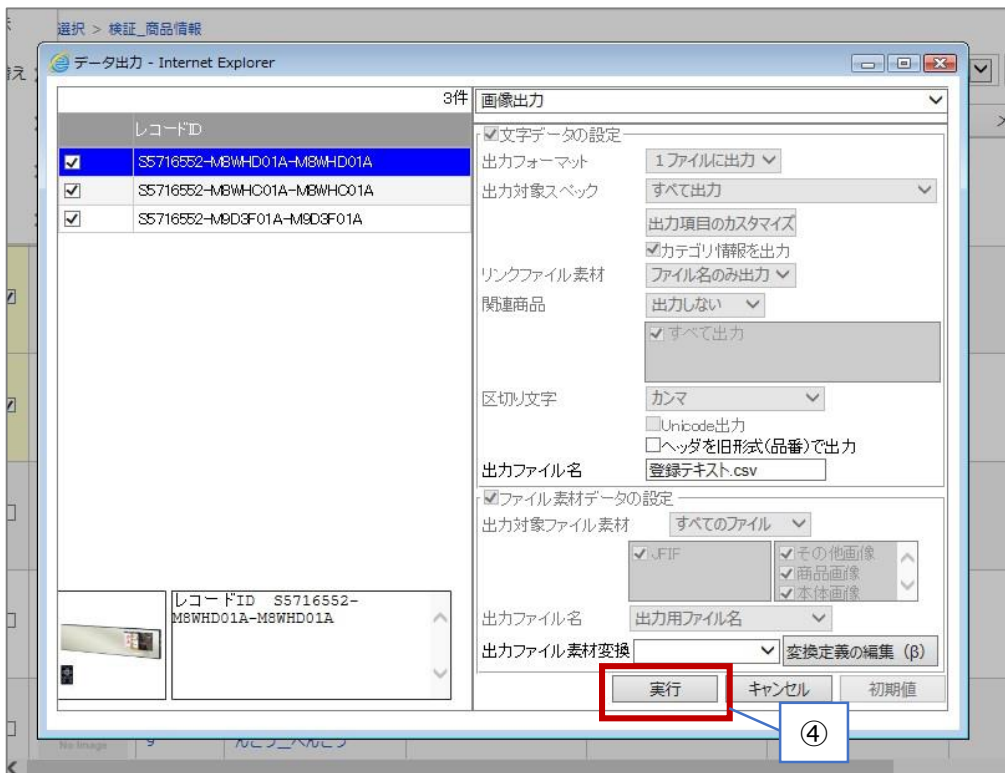 選択 > 検証_商品情報
データ出力 - Internet Explorer
3件
画像出力
レコードID
S5716552-M8WHD01A-M8WHD01A
S5716552-M8WHC01A-M8WHC01A
S5716552-M9D3F01A-M9D3F01A
文字データの設定
出力フォーマット 1ファイルに出力
出力対象スペック すべて出力
出力項目のカスタマイズ
カテゴリ情報を出力
リンクファイル素材 ファイル名のみ出力
関連商品 出力しない
すべて出力
区切り文字 カンマ
Unicode出力
ヘッダを旧形式(品番)で出力
出力ファイル名 登録テキスト.csv
ファイル素材データの設定
出力対象ファイル素材 すべてのファイル
JFIF その他画像
商品画像
本体画像
出力ファイル名 出力用ファイル名
出力ファイル素材変換 変換定義の編集（β）
レコードID S5716552-
M8WHD01A-M8WHD01A
実行 キャンセル 初期値
④
No Image